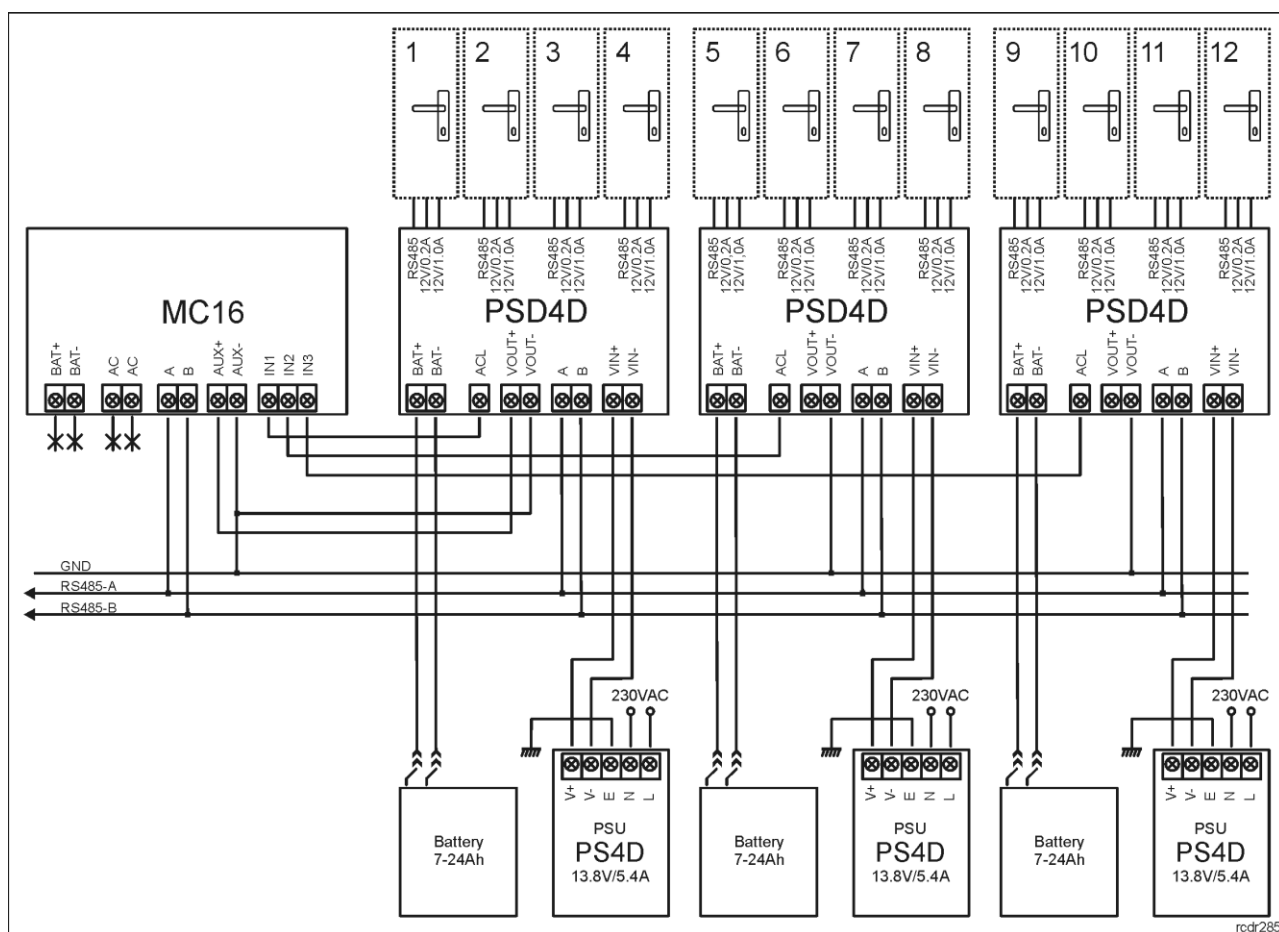 1 2 3 4 5 6 7 8 9 10 11 12
RS485 12V/0.2A 12V/1.0A RS485 12V/0.2A 12V/1.0A RS485 12V/0.2A 12V/1.0A RS485 12V/0.2A 12V/1.0A
RS485 12V/0,2A 12V/1,0A RS485 12V/0.2A 12V/1.0A RS485 12V/0.2A 12V/1.0A RS485 12V/0.2A 12V/1.0A
RS485 12V/0.2A 12V/1.0A RS485 12V/0.2A 12V/1.0A RS485 12V/0.2A 12V/1.0A RS485 12V/0.2A 12V/1.0A
MC16 PSD4D PSD4D PSD4D
BAT+ BAT- AC AC A B AUX+ AUX- IN1 IN2 IN3
BAT+ BAT- ACL VOUT+ VOUT- A B VIN+ VIN-
BAT+ BAT- ACL VOUT+ VOUT- A B VIN+ VIN-
BAT+ BAT- ACL VOUT+ VOUT- A B VIN+ VIN-
GND
RS485-A
RS485-B
230VAC 230VAC 230VAC
V+ V- E N L V+ V- E N L V+ V- E N L
Battery
7-24Ah
PSU
PS4D
13.8V/5.4A
Battery
7-24Ah
PSU
PS4D
13.8V/5.4A
Battery
7-24Ah
PSU
PS4D
13.8V/5.4A
rcdr285